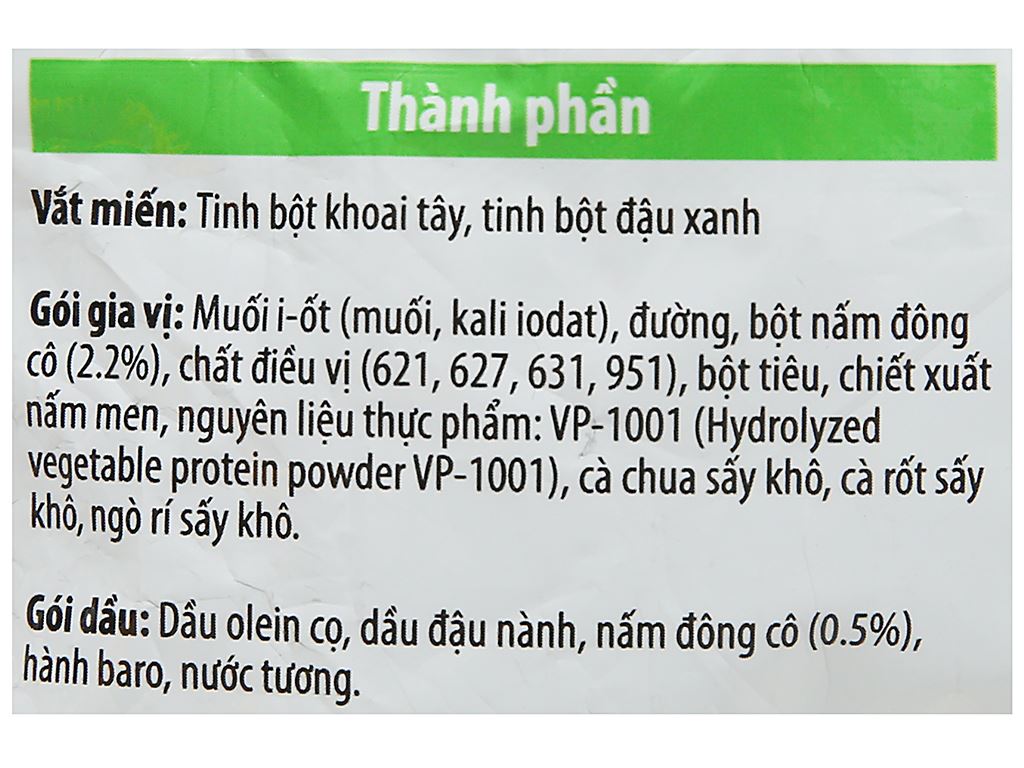 Thành phần
Vắt miến: Tinh bột khoai tây, tinh bột đậu xanh
Gói gia vị: Muối i-ốt (muối, kali iodat), đường, bột nấm đông
cô (2.2%), chất điều vị (621, 627, 631, 951), bột tiêu, chiết xuất
nấm men, nguyên liệu thực phẩm: VP-1001 (Hydrolyzed
vegetable protein powder VP-1001), cà chua sấy khô, cà rốt sấy
khô, ngò rí sấy khô.
Gói dầu: Dầu olein cọ, dầu đậu nành, nấm đông cô (0.5%),
hành baro, nước tương.